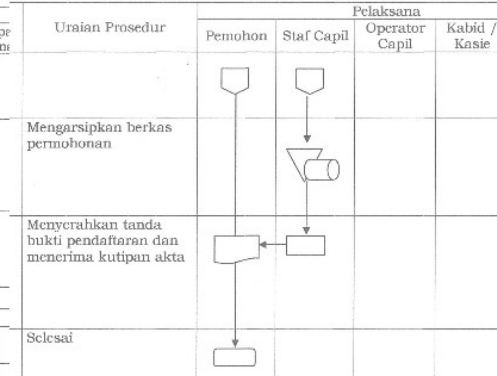 Pelaksana
Uraian Prosedur
Pemohon
Staf Capil
Operator
Capil
Kabid /
Kasie
Mengarsipkan berkas
permohonan
Menyerahkan tanda
bukti pendaftaran dan
menerima kutipan akta
Selesai